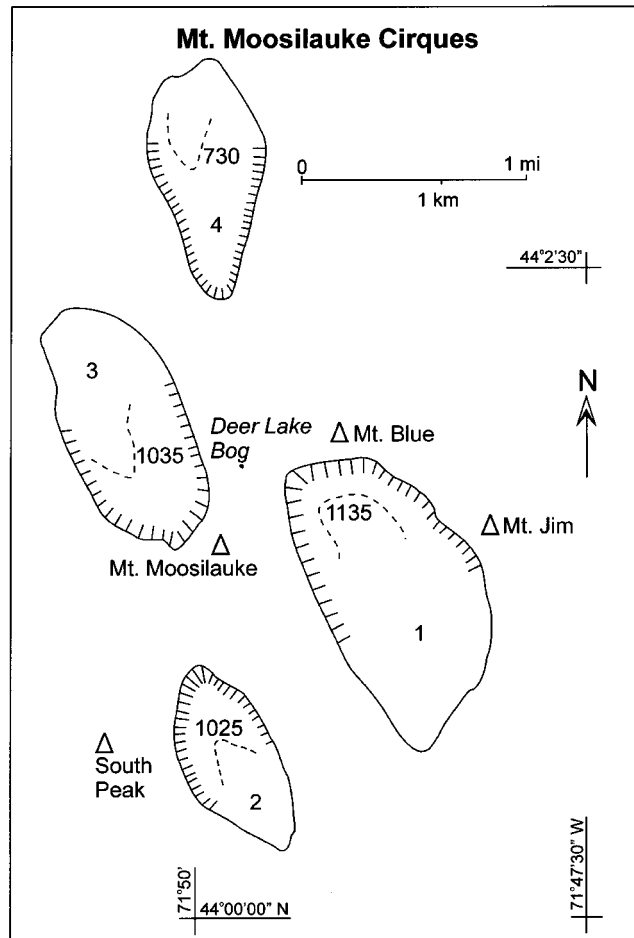 Mt. Moosilauke Cirques
730
0
1 mi
1 km
4
44°2'30"
3
N
Deer Lake
Bog
Mt. Blue
1035
1135
Mt. Jim
Mt. Moosilauke
1
1025
South
Peak
2
71°50'
44°00'00" N
71°47'30" W